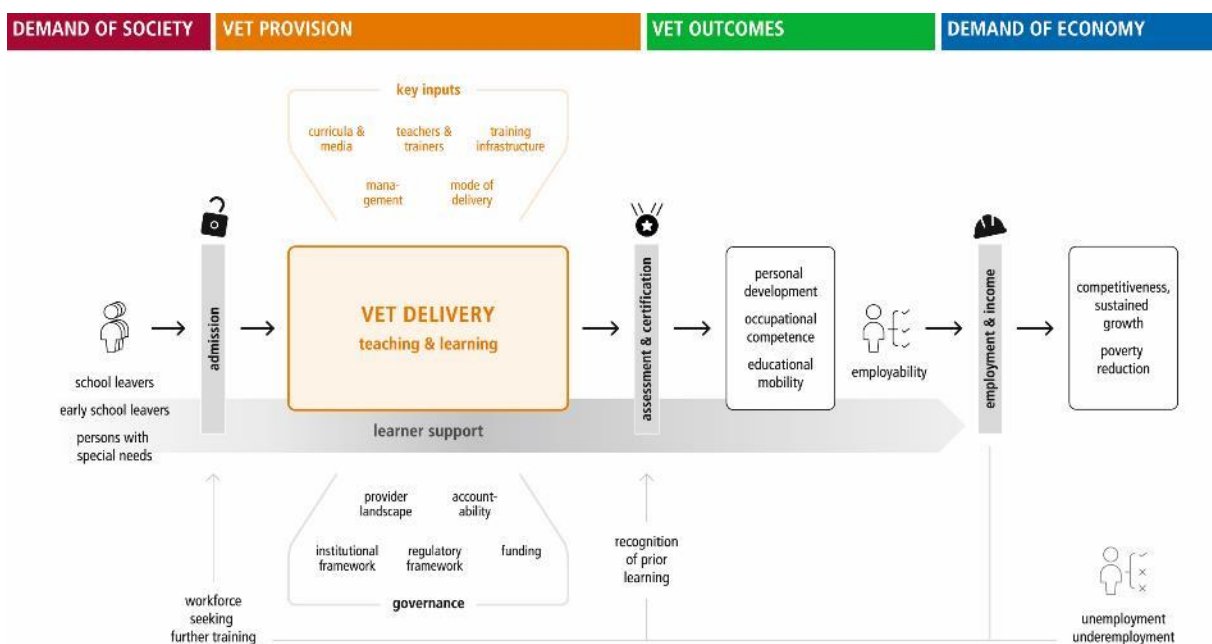 DEMAND OF SOCIETY
VET PROVISION
VET OUTCOMES
DEMAND OF ECONOMY
key inputs
curricula &
media
teachers &
trainers
training
infrastructure
mana-
gement
mode of
delivery
school leavers
early school leavers
persons with
special needs
admission
VET DELIVERY
teaching & learning
learner support
assessment & certification
personal
development
occupational
competence
educational
mobility
employability
employment & income
competitiveness,
sustained
growth
poverty
reduction
provider
landscape
account-
ability
institutional
framework
regulatory
framework
funding
governance
workforce
seeking
further training
recognition
of prior
learning
unemployment
underemployment